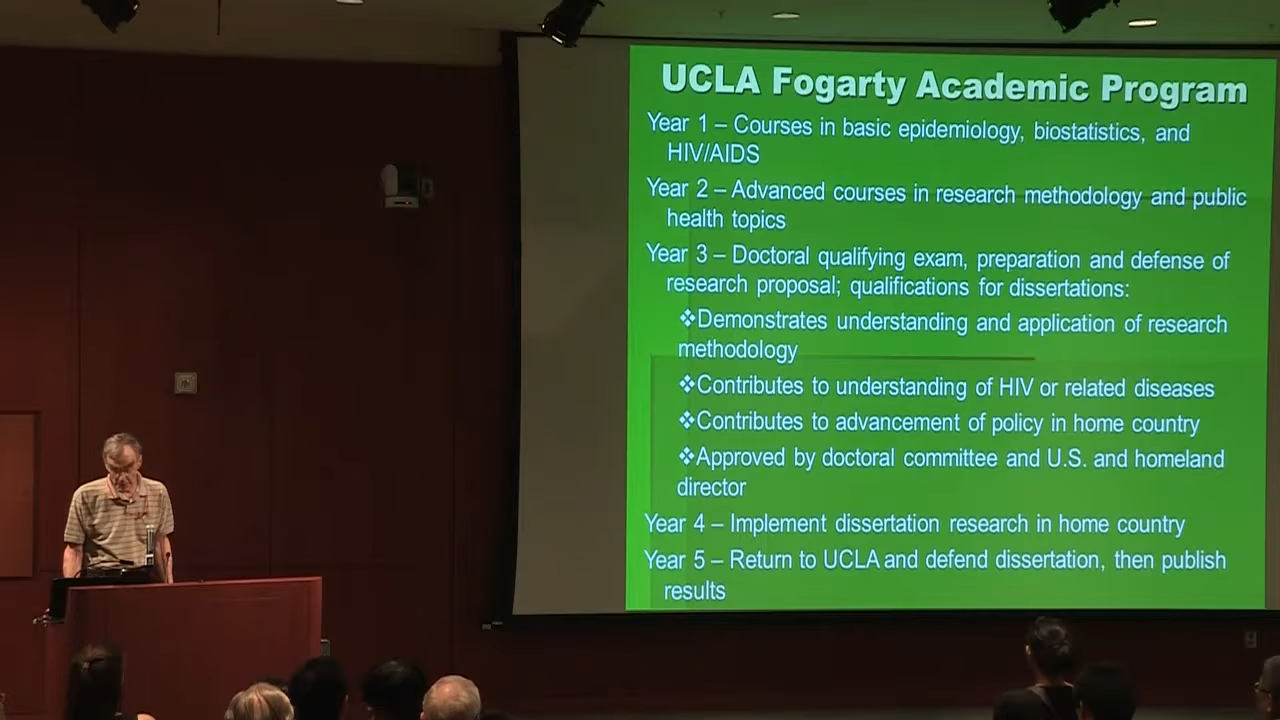 UCLA Fogarty Academic Program
Year 1 – Courses in basic epidemiology, biostatistics, and
HIV/AIDS
Year 2 – Advanced courses in research methodology and public
health topics
Year 3 – Doctoral qualifying exam, preparation and defense of
research proposal; qualifications for dissertations:
❖Demonstrates understanding and application of research
methodology
❖Contributes to understanding of HIV or related diseases
❖Contributes to advancement of policy in home country
❖Approved by doctoral committee and U.S. and homeland
director
Year 4 – Implement dissertation research in home country
Year 5 – Return to UCLA and defend dissertation, then publish
results